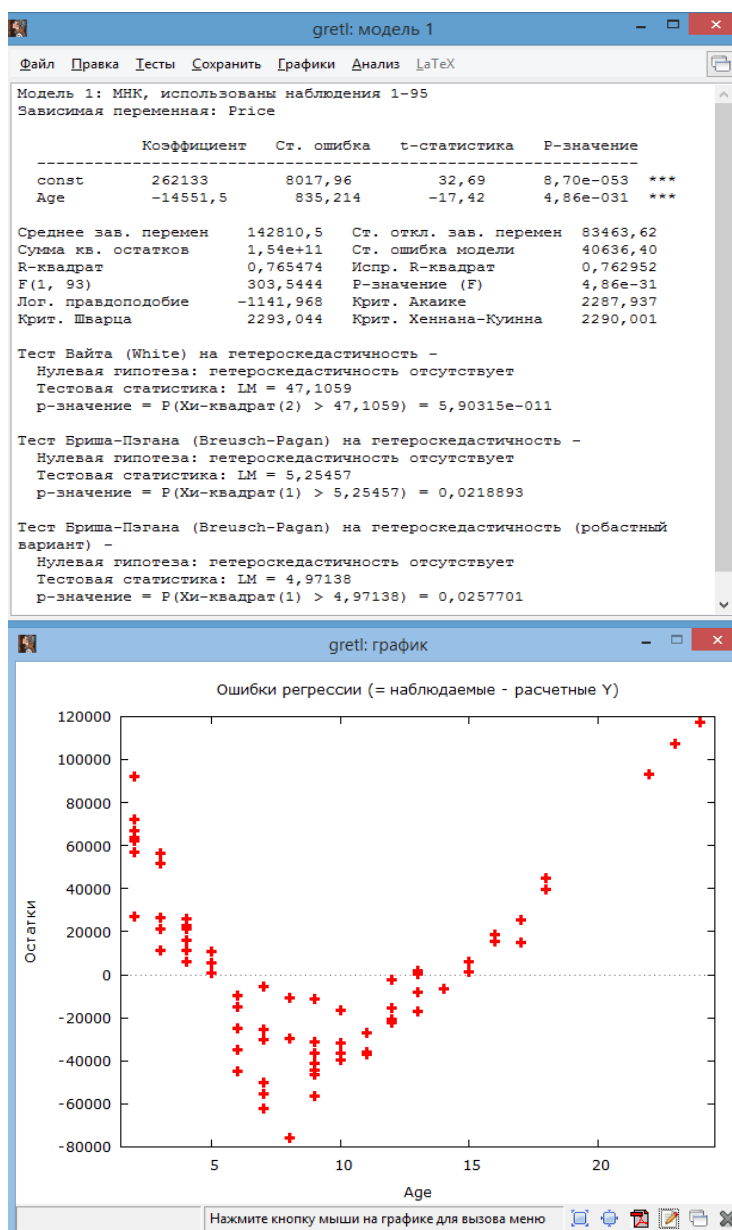 gretl: модель 1
Файл Правка Тесты Сохранить Графики Анализ LaTeX
Модель 1: МНК, использованы наблюдения 1-95
Зависимая переменная: Price
Коэффициент Ст. ошибка t-статистика P-значение
const 262133 8017,96 32,69 8,70e-053 ***
Age −14551,5 835,214 −17,42 4,86e-031 ***
Среднее зав. перемен 142810,5 Ст. откл. зав. перемен 83463,62
Сумма кв. остатков 1,54e+11 Ст. ошибка модели 40636,40
R-квадрат 0,765474 Испр. R-квадрат 0,762952
F(1, 93) 303,5444 P-значение (F) 4,86e-31
Лог. правдоподобие −1141,968 Крит. Акаике 2287,937
Крит. Шварца 2293,044 Крит. Хеннана-Куинна 2290,001
Тест Вайта (White) на гетероскедастичность -
Нулевая гипотеза: гетероскедастичность отсутствует
Тестовая статистика: LM = 47,1059
p-значение = P(Хи-квадрат(2) > 47,1059) = 5,90315e-011
Тест Бриша-Пэгана (Breusch-Pagan) на гетероскедастичность -
Нулевая гипотеза: гетероскедастичность отсутствует
Тестовая статистика: LM = 5,25457
p-значение = P(Хи-квадрат(1) > 5,25457) = 0,0218893
Тест Бриша-Пэгана (Breusch-Pagan) на гетероскедастичность (робастный
вариант) -
Нулевая гипотеза: гетероскедастичность отсутствует
Тестовая статистика: LM = 4,97138
p-значение = P(Хи-квадрат(1) > 4,97138) = 0,0257701
gretl: график
Ошибки регрессии (= наблюдаемые - расчетные Y)
120000
100000
80000
60000
40000
20000
0
-20000
-40000
-60000
-80000
Остатки
5 10 15 20
Age
Нажмите кнопку мыши на графике для вызова меню